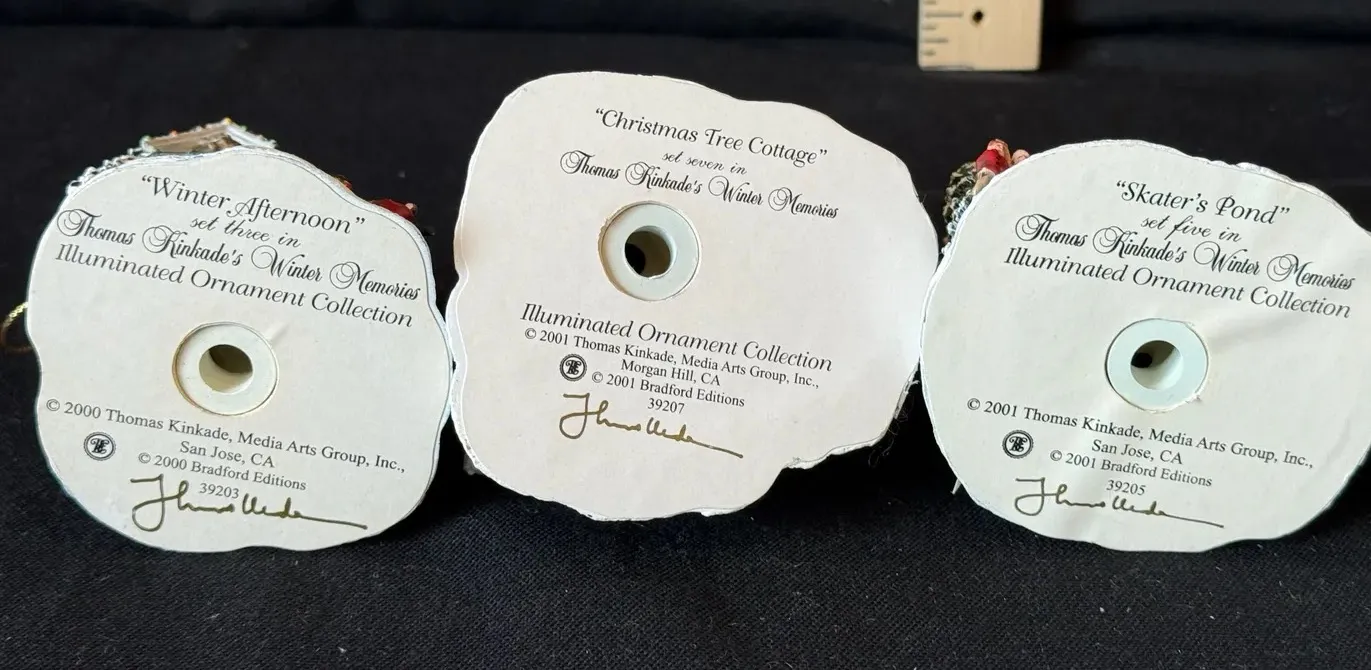 “Winter Afternoon”
set three in
Thomas Kinkade's Winter Memories
Illuminated Ornament Collection
© 2000 Thomas Kinkade, Media Arts Group, Inc.,
San Jose, CA
© 2000 Bradford Editions
39203
“Christmas Tree Cottage”
set seven in
Thomas Kinkade's Winter Memories
Illuminated Ornament Collection
© 2001 Thomas Kinkade, Media Arts Group, Inc.,
Morgan Hill, CA
© 2001 Bradford Editions
39207
“Skater's Pond”
set five in
Thomas Kinkade's Winter Memories
Illuminated Ornament Collection
© 2001 Thomas Kinkade, Media Arts Group, Inc.,
San Jose, CA
© 2001 Bradford Editions
39205